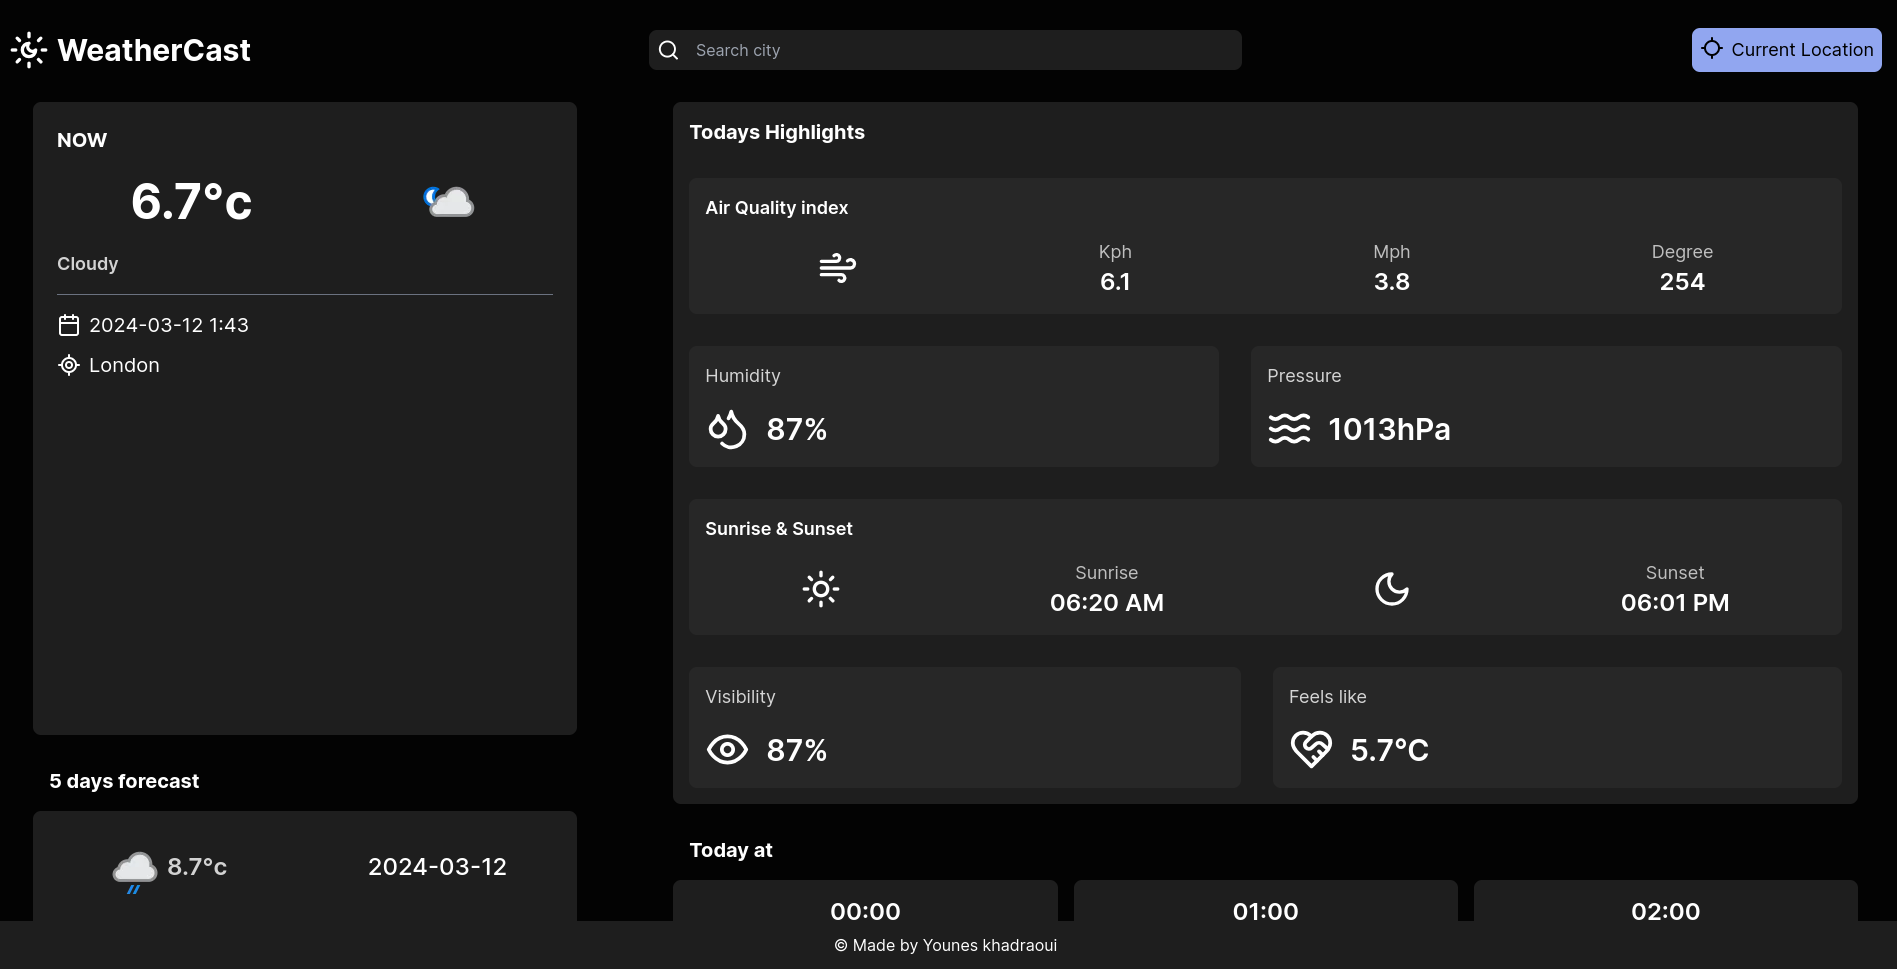 WeatherCast
Search city
Current Location
NOW
6.7°c
Cloudy
2024-03-12 1:43
London
5 days forecast
8.7°c 2024-03-12
Todays Highlights
Air Quality index
Kph Mph Degree
6.1 3.8 254
Humidity
87%
Pressure
1013hPa
Sunrise & Sunset
Sunrise Sunset
06:20 AM 06:01 PM
Visibility
87%
Feels like
5.7°C
Today at
00:00 01:00 02:00
© Made by Younes khadraoui